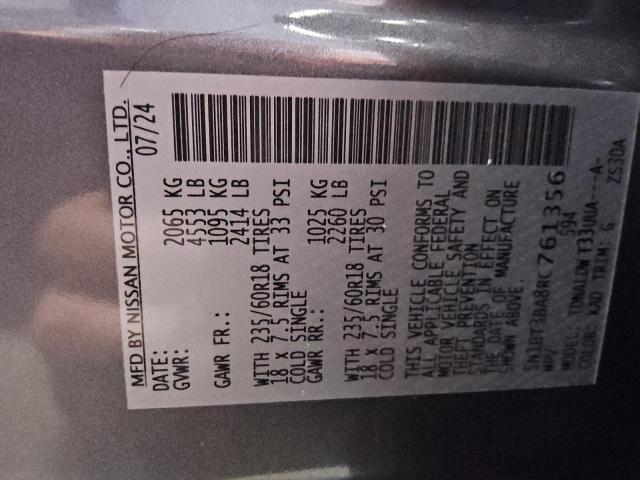 MFD BY NISSAN MOTOR CO., LTD.
DATE: 07/24
GVWR: 2065 KG
4553 LB
GAWR FR.: 1095 KG
2414 LB
WITH 235/60R18 TIRES
18 X 7.5 RIMS AT 33 PSI
COLD SINGLE
GAWR RR.: 1025 KG
2260 LB
WITH 235/60R18 TIRES
18 X 7.5 RIMS AT 30 PSI
COLD SINGLE
THIS VEHICLE CONFORMS TO
ALL APPLICABLE FEDERAL
MOTOR VEHICLE SAFETY AND
THEFT PREVENTION
STANDARDS IN EFFECT ON
THE DATE OF MANUFACTURE
SHOWN ABOVE.
5N1BT3BA8RC761356
MPV 594
MODEL: TDNALDW T33UUA---A-
COLOR: KAD TRIM: G ZS30A